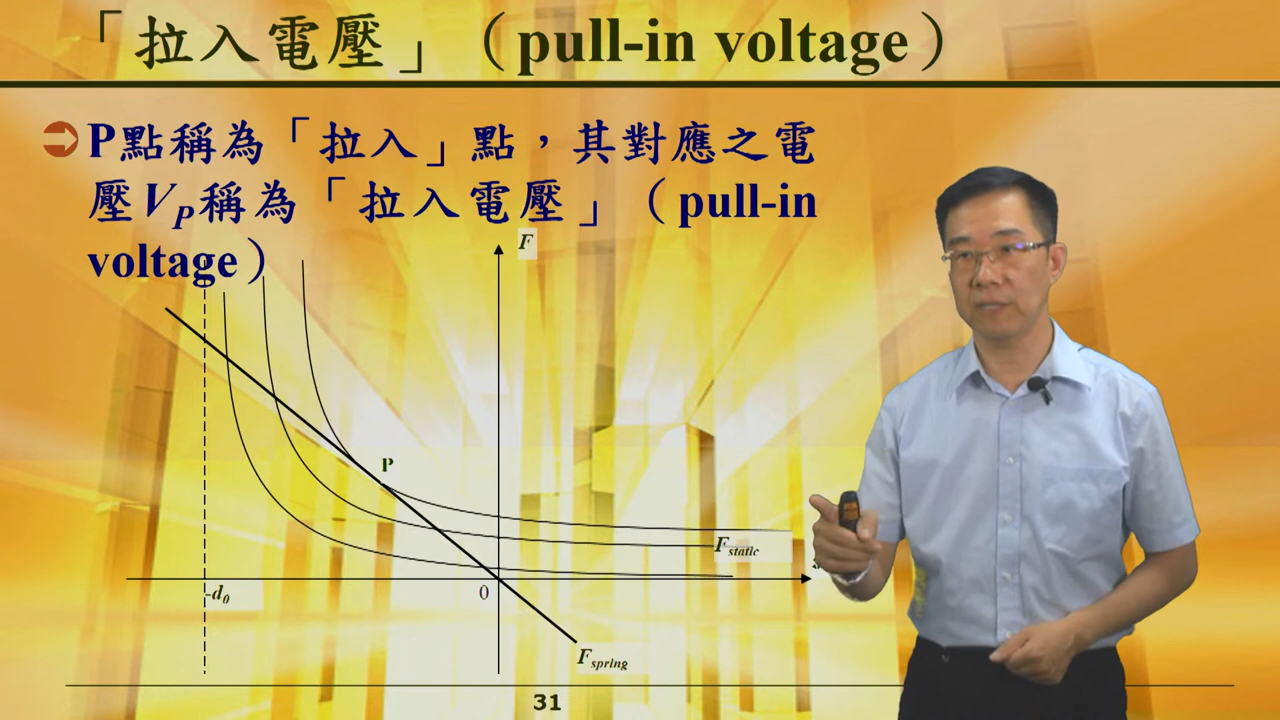 「拉入電壓」（pull-in voltage）
P點稱為「拉入」點，其對應之電
壓VP稱為「拉入電壓」（pull-in
voltage）
F
P
Fstatic
-d0
0
Fspring
31